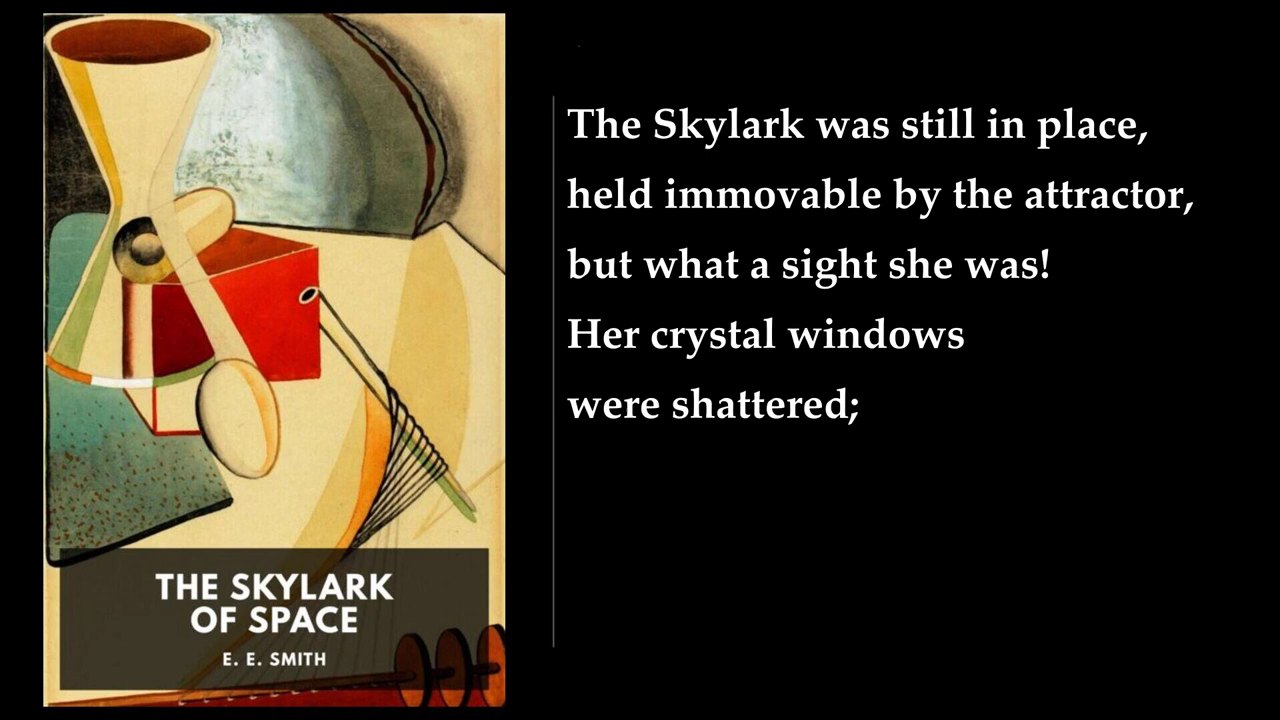 THE SKYLARK
OF SPACE
E. E. SMITH
The Skylark was still in place,
held immovable by the attractor,
but what a sight she was!
Her crystal windows
were shattered;